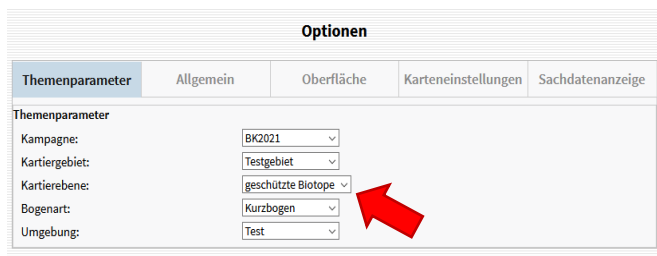 Optionen
Themenparameter Allgemein Oberfläche Karteneinstellungen Sachdatenanzeige
Themenparameter
Kampagne: BK2021
Kartiergebiet: Testgebiet
Kartierebene: geschützte Biotope
Bogenart: Kurzbogen
Umgebung: Test